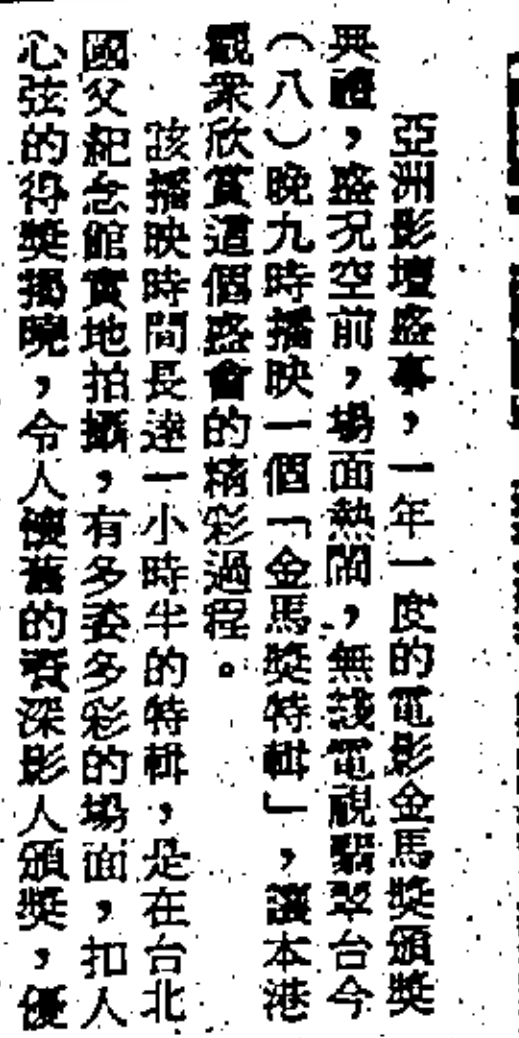 亞洲影壇盛事，一年一度的電影金馬獎頒獎
典禮，盛况空前，場面熱鬧，無綫電視翡翠台今
（八）晚九時播映一個「金馬獎特輯」，讓本港
觀衆欣賞這個盛會的精彩過程。
該播映時間長達一小時半的特輯，是在台北
國父紀念館實地拍攝，有多姿多彩的場面，扣人
心弦的得獎揭曉，令人懷舊的資深影人頒獎，優